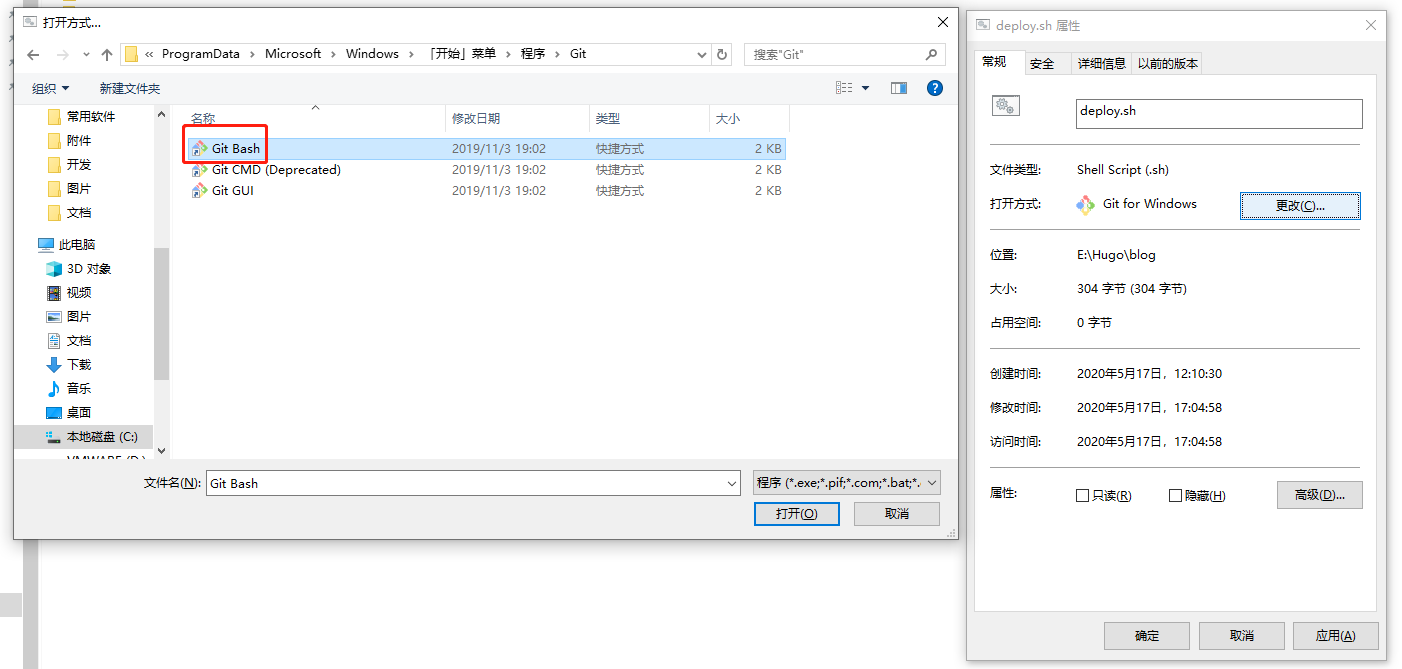 打开方式...
« ProgramData › Microsoft › Windows › 「开始」菜单 › 程序 › Git
搜索"Git"
组织
新建文件夹
名称 修改日期 类型 大小
常用软件
附件
开发
图片
文档
此电脑
3D 对象
视频
图片
文档
下载
音乐
桌面
本地磁盘 (C:)
VMWARE (D:)
Git Bash 2019/11/3 19:02 快捷方式 2 KB
Git CMD (Deprecated) 2019/11/3 19:02 快捷方式 2 KB
Git GUI 2019/11/3 19:02 快捷方式 2 KB
文件名(N): Git Bash
程序 (*.exe;*.pif;*.com;*.bat;*.
打开(O)
取消
deploy.sh 属性
常规 安全 详细信息 以前的版本
deploy.sh
文件类型: Shell Script (.sh)
打开方式: Git for Windows 更改(C)...
位置: E:\Hugo\blog
大小: 304 字节 (304 字节)
占用空间: 0 字节
创建时间: 2020年5月17日，12:10:30
修改时间: 2020年5月17日，17:04:58
访问时间: 2020年5月17日，17:04:58
属性: 只读(R) 隐藏(H) 高级(D)...
确定 取消 应用(A)